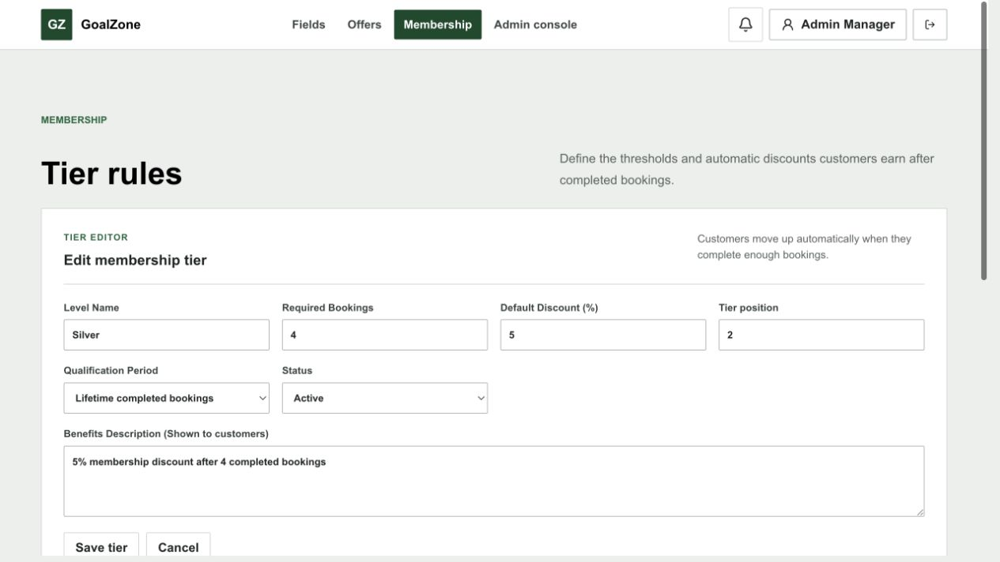 GZ GoalZone Fields Offers Membership Admin console Admin Manager
MEMBERSHIP
Tier rules
Define the thresholds and automatic discounts customers earn after
completed bookings.
TIER EDITOR
Edit membership tier
Customers move up automatically when they
complete enough bookings.
Level Name Required Bookings Default Discount (%) Tier position
Silver 4 5 2
Qualification Period Status
Lifetime completed bookings Active
Benefits Description (Shown to customers)
5% membership discount after 4 completed bookings
Save tier Cancel